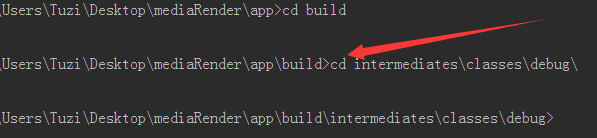 \Users\Tuzi\Desktop\mediaRender\app>cd build
\Users\Tuzi\Desktop\mediaRender\app\build>cd intermediates\classes\debug\
\Users\Tuzi\Desktop\mediaRender\app\build\intermediates\classes\debug>